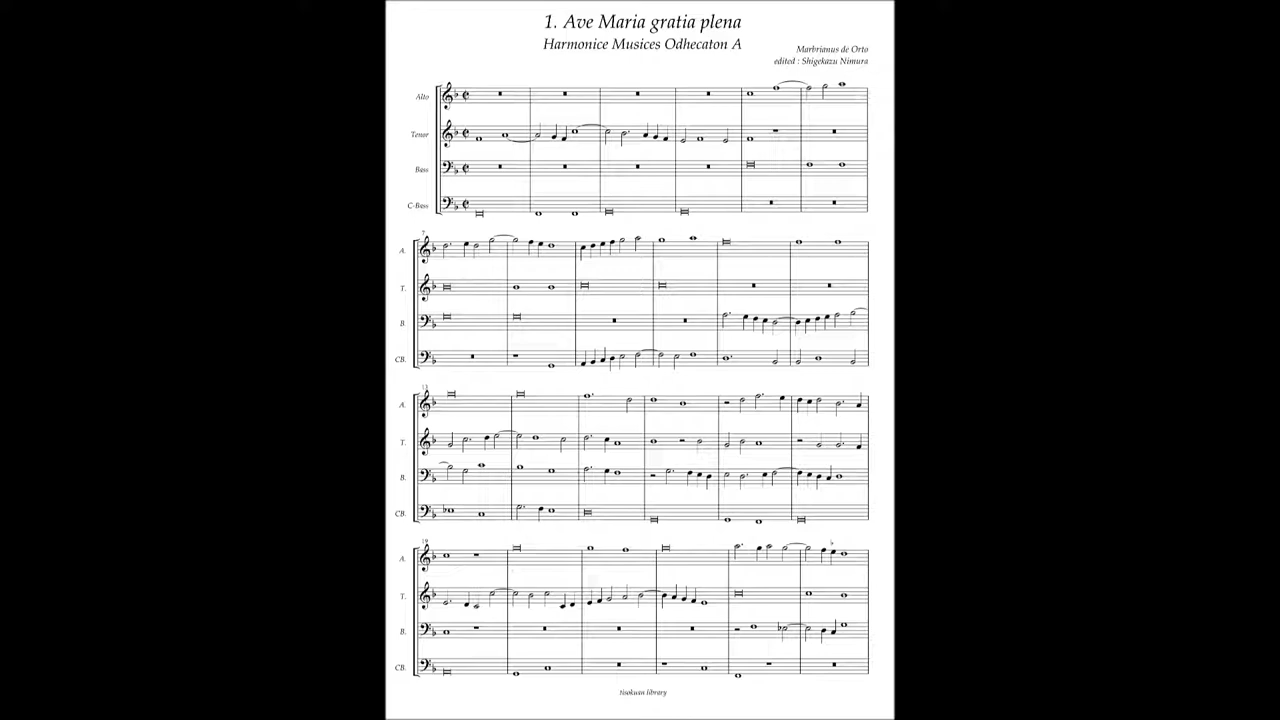 1. Ave Maria gratia plena
Harmonice Musices Odhecaton A
Marbrianus de Orto
edited : Shigekazu Nimura
Alto
Tenor
Bass
C-Bass
7
A.
T.
B.
CB.
13
A.
T.
B.
CB.
19
A.
T.
B.
CB.
tisokuan library